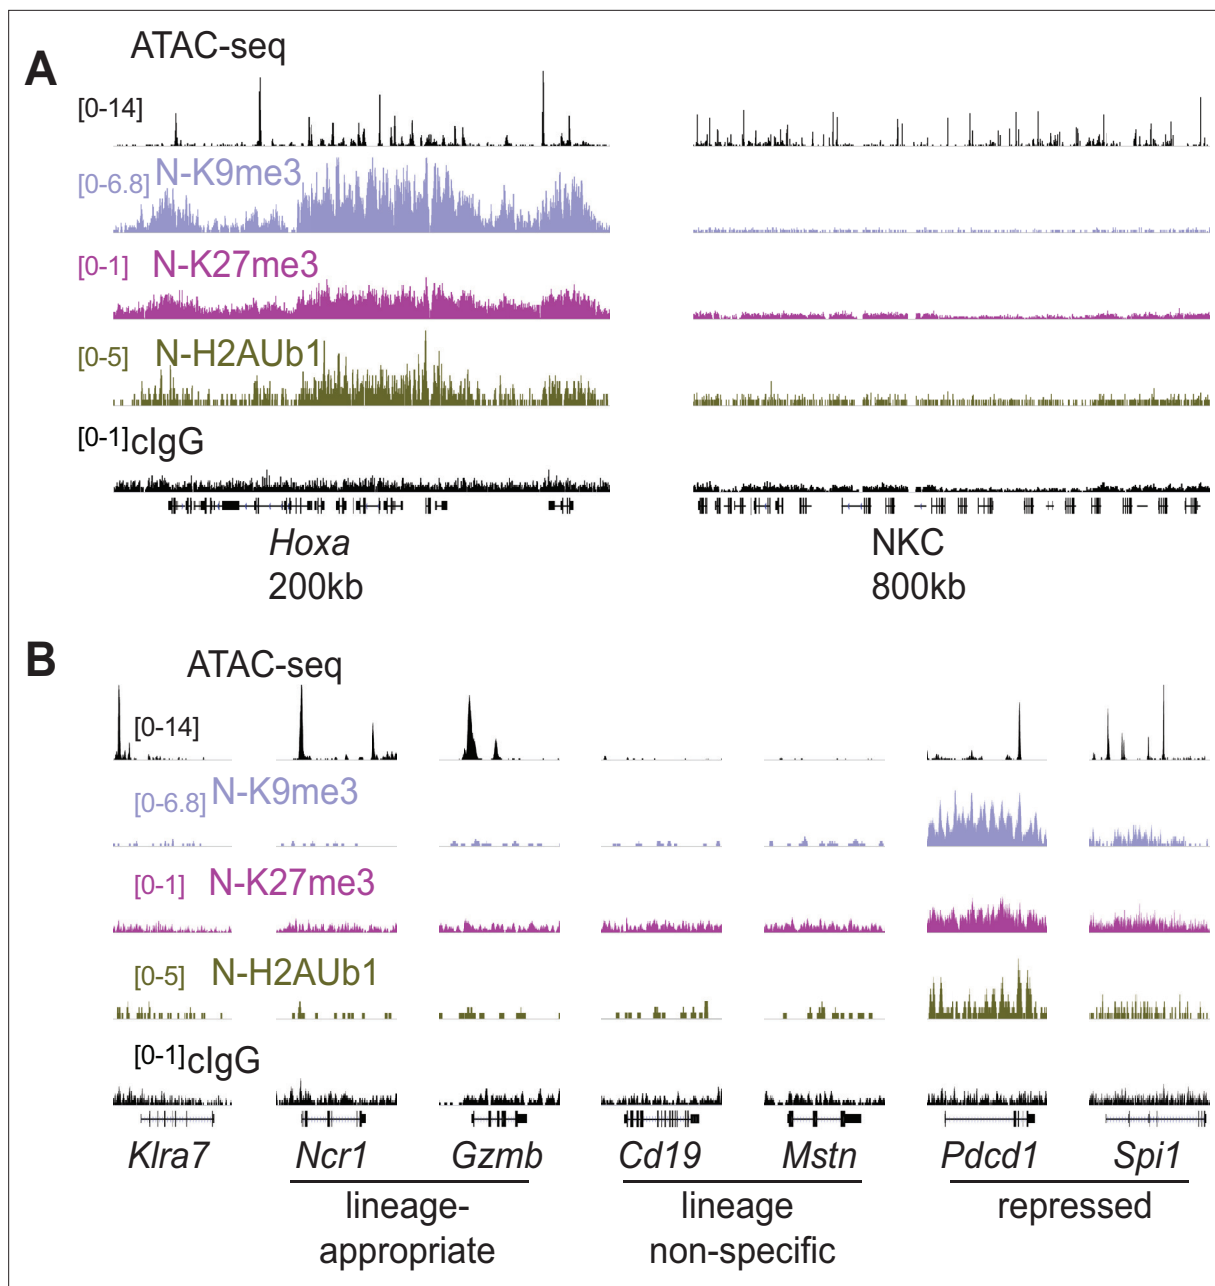 A
ATAC-seq
[0-14]
[0-6.8] N-K9me3
[0-1] N-K27me3
[0-5] N-H2AUb1
[0-1] cIgG
Hoxa
200kb
NKC
800kb
B
ATAC-seq
[0-14]
[0-6.8] N-K9me3
[0-1] N-K27me3
[0-5] N-H2AUb1
[0-1] cIgG
Klra7 Ncr1 Gzmb Cd19 Mstn Pdcd1 Spi1
lineage-
appropriate
lineage
non-specific
repressed